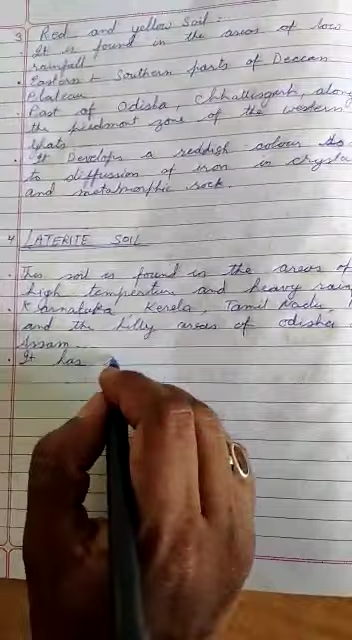 3 Red and yellow soil :
• It is found in the areas of low
rainfall
• Eastern + Southern parts of Deccan
Plateau
• Part of Odisha, Chhattisgarh, along
the piedmont zone of the western
Ghats.
• It Develops a reddish colour due
to diffusion of iron in crysta
and metamorphic rock.
4 LATERITE SOIL
• This soil is found in the areas of
high temperature and heavy rain
• Karnataka Kerela, Tamil Nadu,
and the hilly areas of odisha
Assam.
• It has